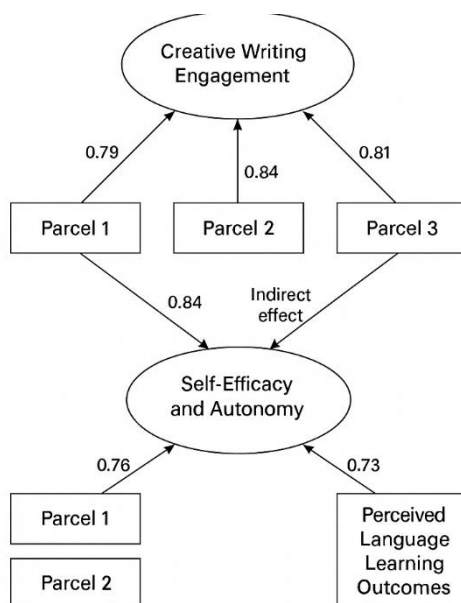 Creative Writing
Engagement
0.79
0.84
0.81
Parcel 1
Parcel 2
Parcel 3
0.84
Indirect
effect
Self-Efficacy
and Autonomy
0.76
0.73
Parcel 1
Parcel 2
Perceived
Language
Learning
Outcomes